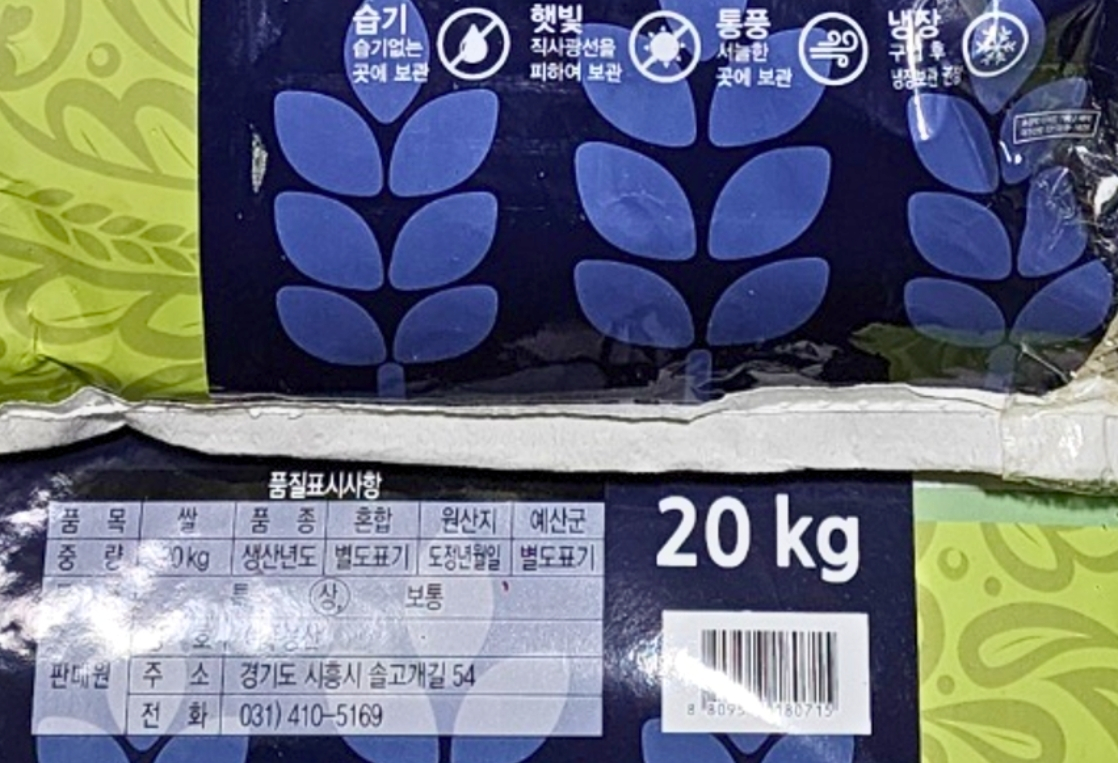 습기
습기없는
곳에 보관
햇빛
직사광선을
피하여 보관
통풍
서늘한
곳에 보관
냉장
후
품질표시사항
품 목 쌀 품 종 혼합 원산지 예산군
중 량 20kg 생산년도 별도표기 도정년월일 별도표기
특 상, 보통
호
판매원 주 소 경기도 시흥시 솔고개길 54
전 화 031) 410-5169
20 kg